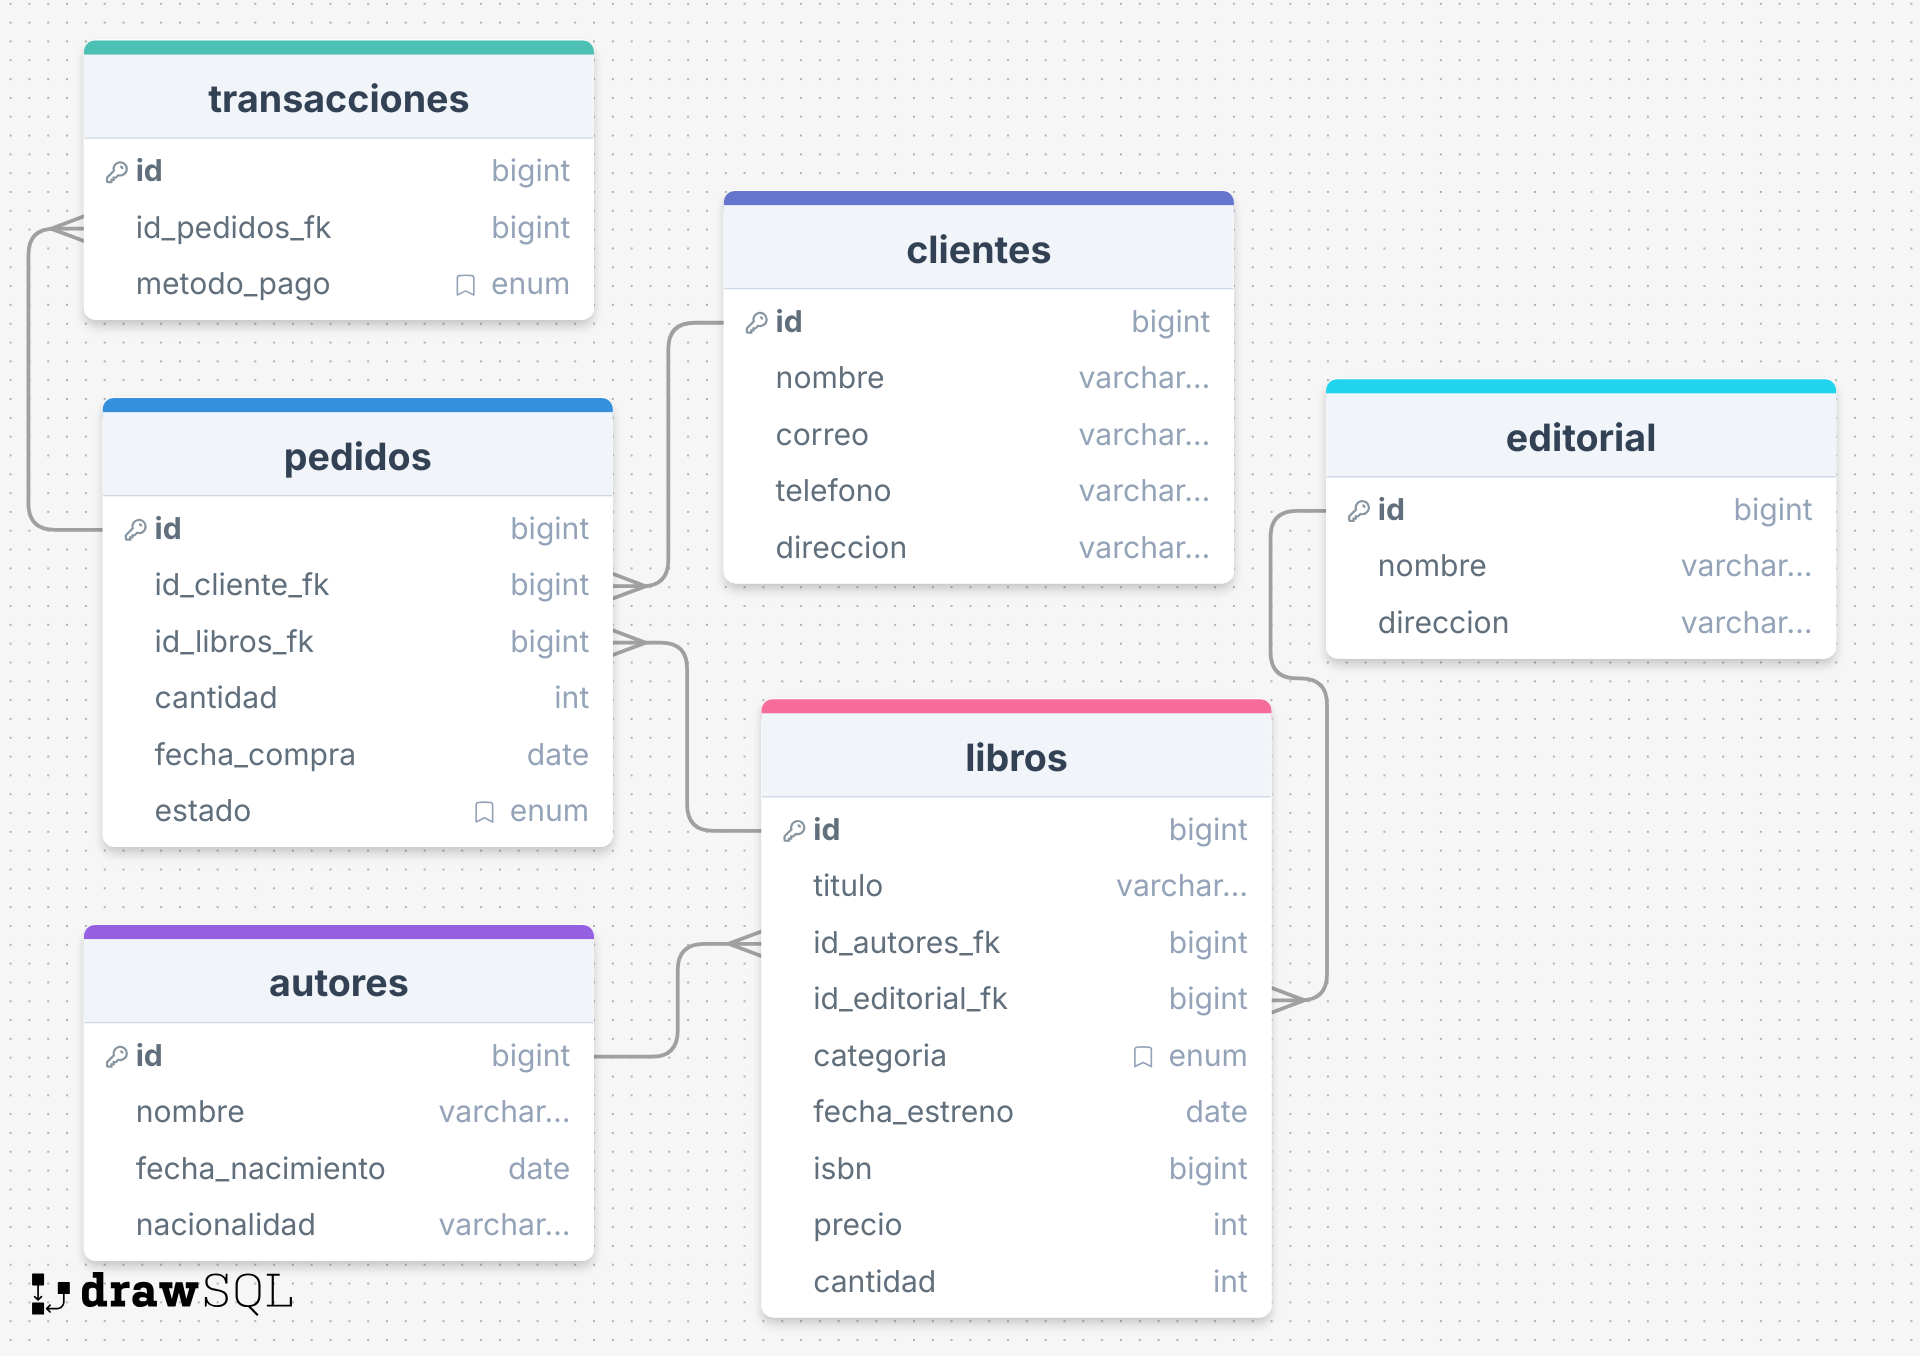 transacciones
id bigint
id_pedidos_fk bigint
metodo_pago enum
pedidos
id bigint
id_cliente_fk bigint
id_libros_fk bigint
cantidad int
fecha_compra date
estado enum
autores
id bigint
nombre varchar...
fecha_nacimiento date
nacionalidad varchar...
clientes
id bigint
nombre varchar...
correo varchar...
telefono varchar...
direccion varchar...
libros
id bigint
titulo varchar...
id_autores_fk bigint
id_editorial_fk bigint
categoria enum
fecha_estreno date
isbn bigint
precio int
cantidad int
editorial
id bigint
nombre varchar...
direccion varchar...
drawSQL